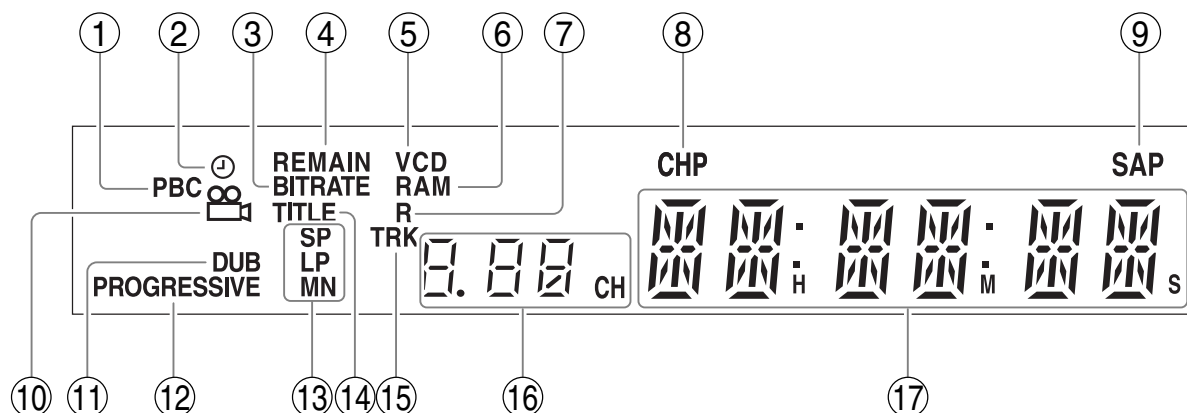 ① ② ③ ④ ⑤ ⑥ ⑦ ⑧ ⑨
REMAIN VCD CHP SAP
PBC BITRATE RAM
TITLE R
SP TRK
DUB LP
PROGRESSIVE MN CH H M S
⑩ ⑪ ⑫ ⑬ ⑭ ⑮ ⑯ ⑰